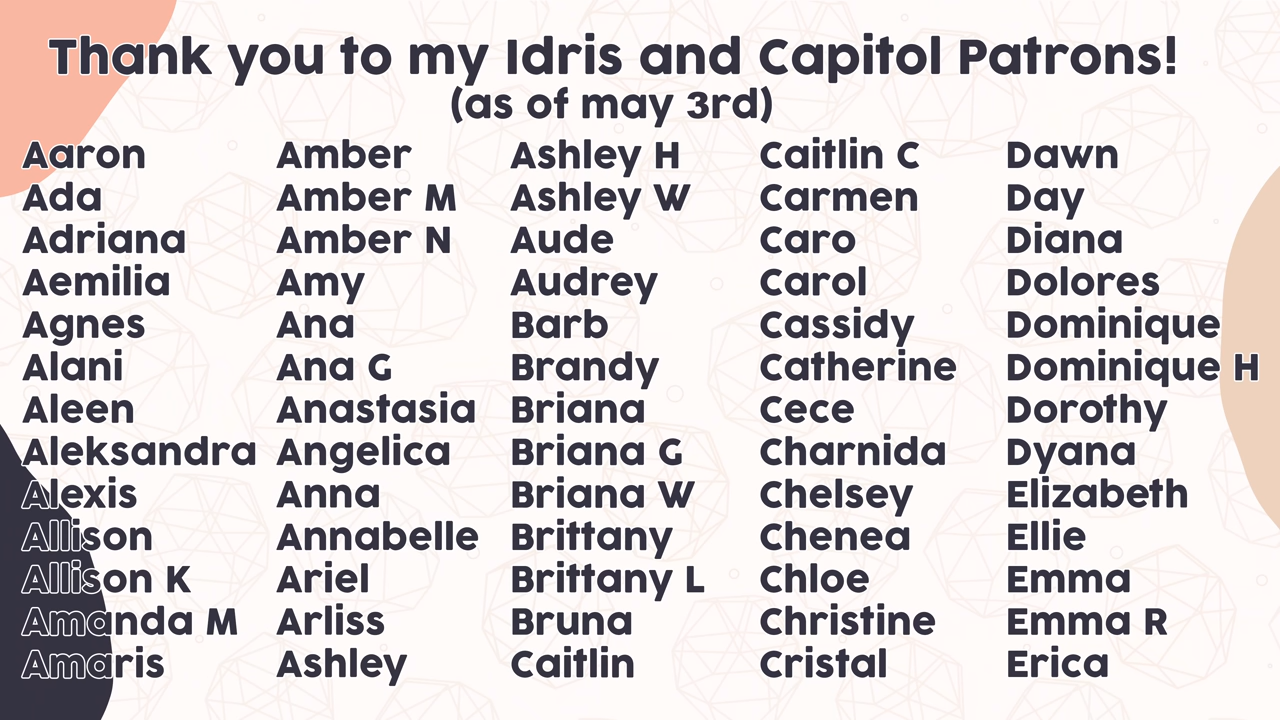 Thank you to my Idris and Capitol Patrons!
(as of may 3rd)
Aaron
Ada
Adriana
Aemilia
Agnes
Alani
Aleen
Aleksandra
Alexis
Allison
Allison K
Amanda M
Amaris
Amber
Amber M
Amber N
Amy
Ana
Ana G
Anastasia
Angelica
Anna
Annabelle
Ariel
Arliss
Ashley
Ashley H
Ashley W
Aude
Audrey
Barb
Brandy
Briana
Briana G
Briana W
Brittany
Brittany L
Bruna
Caitlin
Caitlin C
Carmen
Caro
Carol
Cassidy
Catherine
Cece
Charnida
Chelsey
Chenea
Chloe
Christine
Cristal
Dawn
Day
Diana
Dolores
Dominique
Dominique H
Dorothy
Dyana
Elizabeth
Ellie
Emma
Emma R
Erica